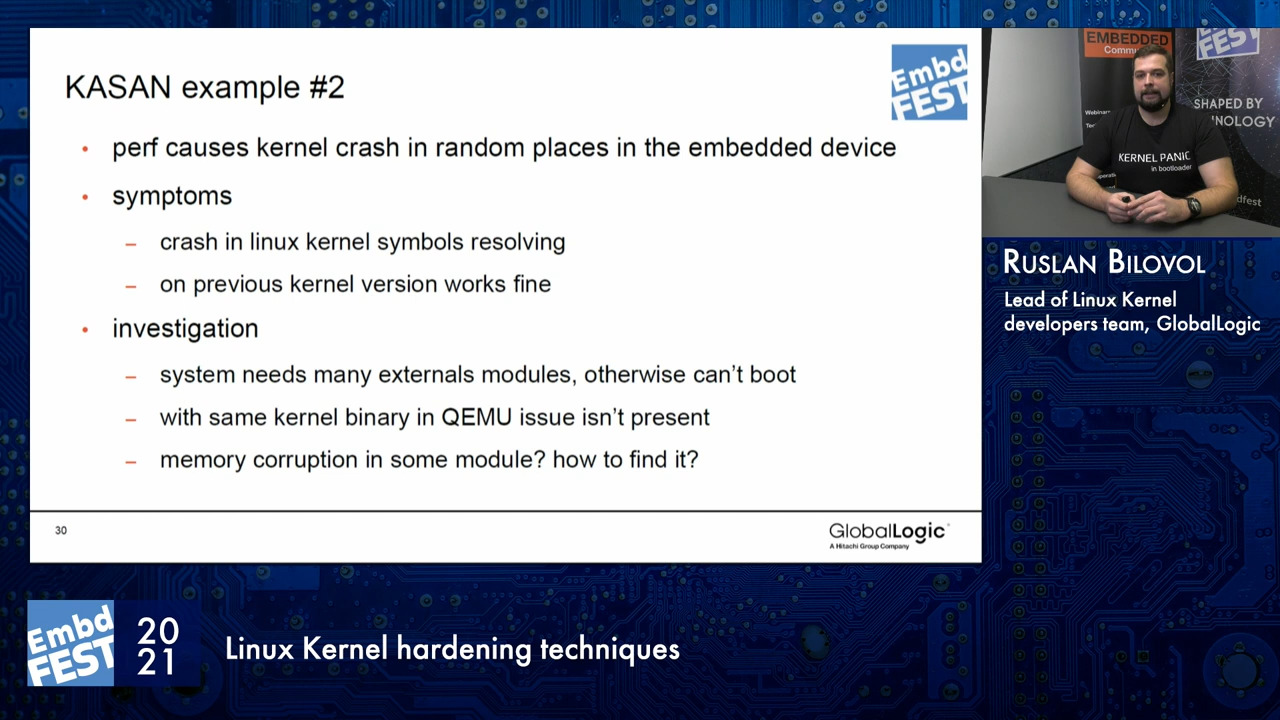 KASAN example #2
Embd
FEST
• perf causes kernel crash in random places in the embedded device
• symptoms
– crash in linux kernel symbols resolving
– on previous kernel version works fine
• investigation
– system needs many externals modules, otherwise can't boot
– with same kernel binary in QEMU issue isn't present
– memory corruption in some module? how to find it?
30
GlobalLogic
A Hitachi Group Company
EMBEDDED
FEST
SHAPED BY
KERNEL PANIC
in bootloader
RUSLAN BILOVOL
Lead of Linux Kernel
developers team, GlobalLogic
Embd
FEST
20
21
Linux Kernel hardening techniques